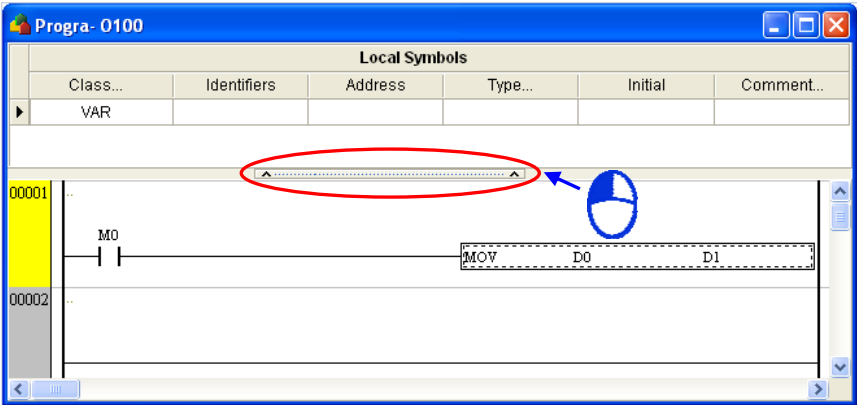 Progra- O100
Local Symbols
Class... Identifiers Address Type... Initial Comment...
VAR
00001 ..
M0
MOV D0 D1
00002 ..